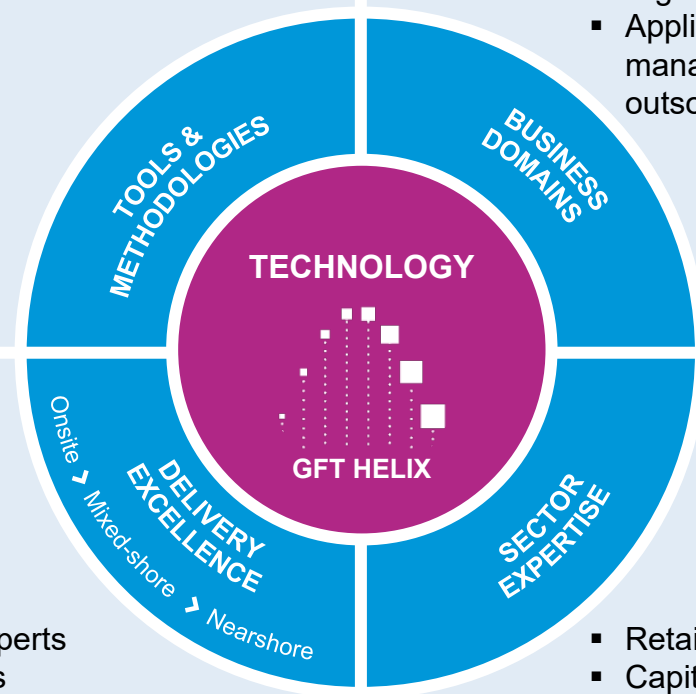 ▪ Appli
mana
outso
TOOLS &
METHODOLOGIES
BUSINESS
DOMAINS
TECHNOLOGY
GFT HELIX
DELIVERY
EXCELLENCE
Onsite › Mixed-shore › Nearshore
SECTOR
EXPERTISE
perts
s
▪ Retai
▪ Capit